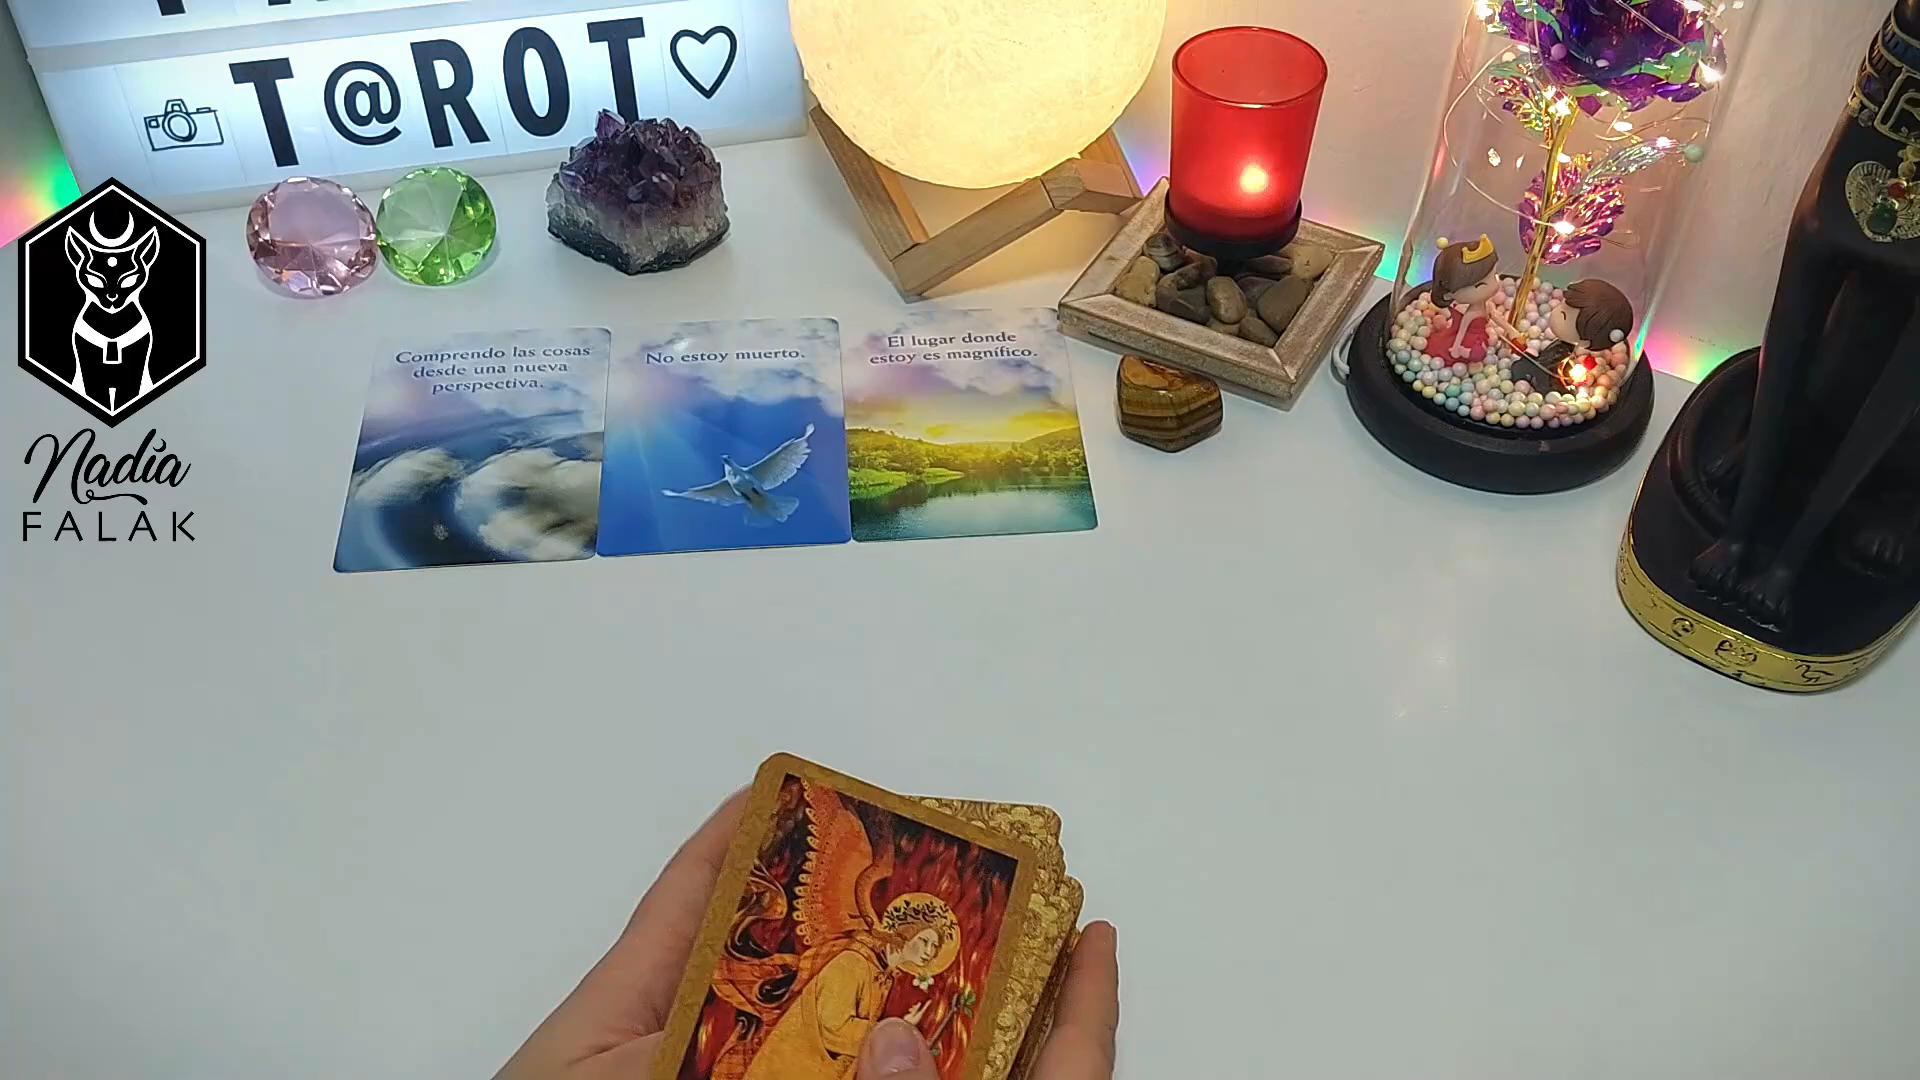 T@ROT
Comprendo las cosas
desde una nueva
perspectiva.
No estoy muerto.
El lugar donde
estoy es magnífico.
Nadia
FALAK